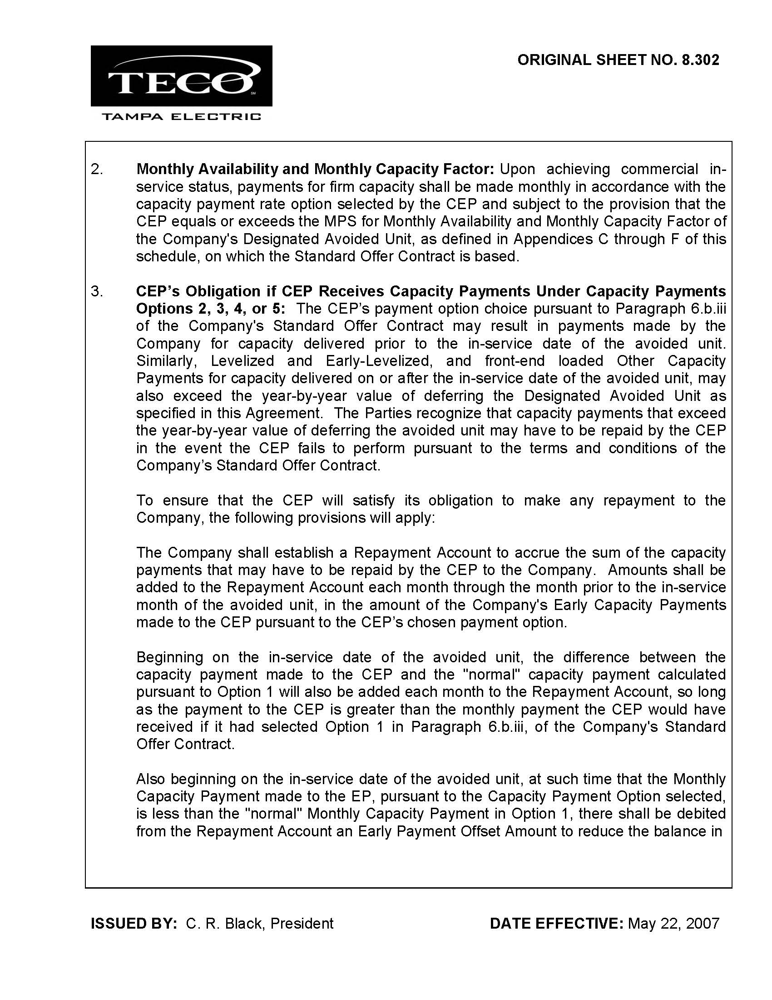 ORIGINAL SHEET NO. 8.302
TECO
SM
TAMPA ELECTRIC
2. Monthly Availability and Monthly Capacity Factor: Upon achieving commercial in-
service status, payments for firm capacity shall be made monthly in accordance with the
capacity payment rate option selected by the CEP and subject to the provision that the
CEP equals or exceeds the MPS for Monthly Availability and Monthly Capacity Factor of
the Company's Designated Avoided Unit, as defined in Appendices C through F of this
schedule, on which the Standard Offer Contract is based.
3. CEP’s Obligation if CEP Receives Capacity Payments Under Capacity Payments
Options 2, 3, 4, or 5: The CEP’s payment option choice pursuant to Paragraph 6.b.iii
of the Company's Standard Offer Contract may result in payments made by the
Company for capacity delivered prior to the in-service date of the avoided unit.
Similarly, Levelized and Early-Levelized, and front-end loaded Other Capacity
Payments for capacity delivered on or after the in-service date of the avoided unit, may
also exceed the year-by-year value of deferring the Designated Avoided Unit as
specified in this Agreement. The Parties recognize that capacity payments that exceed
the year-by-year value of deferring the avoided unit may have to be repaid by the CEP
in the event the CEP fails to perform pursuant to the terms and conditions of the
Company’s Standard Offer Contract.
To ensure that the CEP will satisfy its obligation to make any repayment to the
Company, the following provisions will apply:
The Company shall establish a Repayment Account to accrue the sum of the capacity
payments that may have to be repaid by the CEP to the Company. Amounts shall be
added to the Repayment Account each month through the month prior to the in-service
month of the avoided unit, in the amount of the Company's Early Capacity Payments
made to the CEP pursuant to the CEP’s chosen payment option.
Beginning on the in-service date of the avoided unit, the difference between the
capacity payment made to the CEP and the "normal" capacity payment calculated
pursuant to Option 1 will also be added each month to the Repayment Account, so long
as the payment to the CEP is greater than the monthly payment the CEP would have
received if it had selected Option 1 in Paragraph 6.b.iii, of the Company's Standard
Offer Contract.
Also beginning on the in-service date of the avoided unit, at such time that the Monthly
Capacity Payment made to the EP, pursuant to the Capacity Payment Option selected,
is less than the "normal" Monthly Capacity Payment in Option 1, there shall be debited
from the Repayment Account an Early Payment Offset Amount to reduce the balance in
ISSUED BY: C. R. Black, President
DATE EFFECTIVE: May 22, 2007